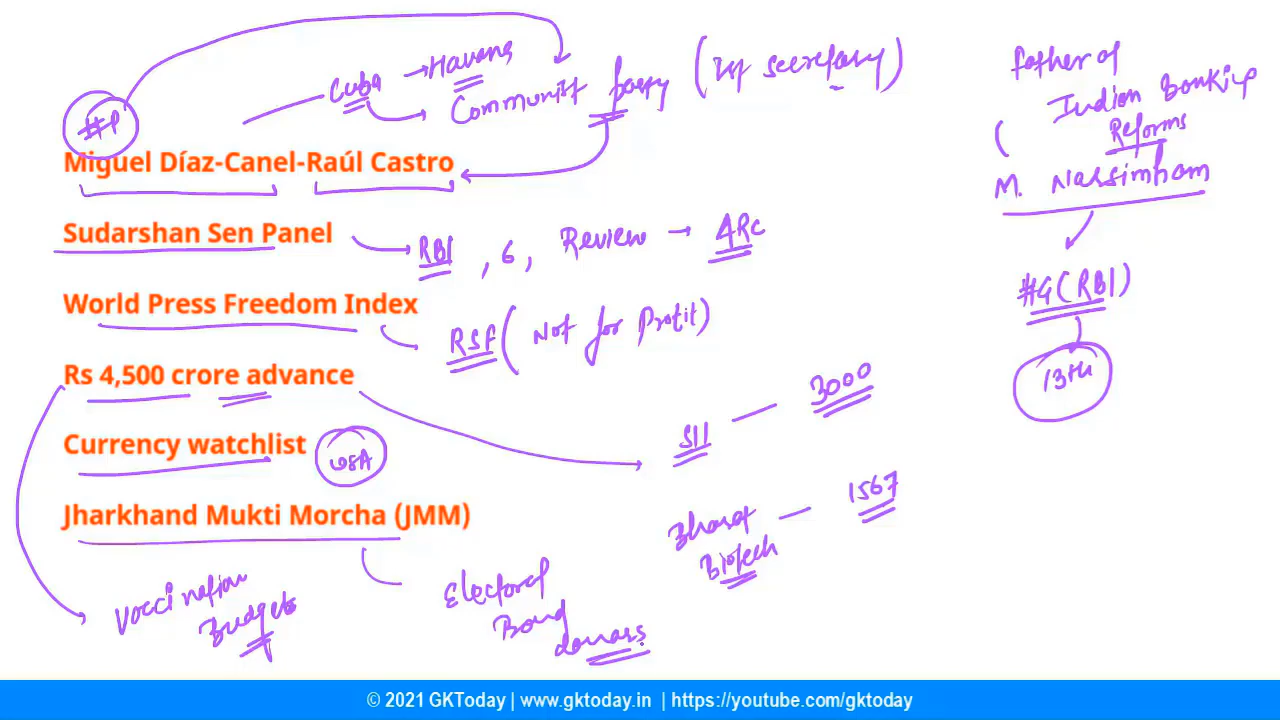 Cuba → Havana
Communist Party (1st secretary)
#P
Miguel Díaz-Canel-Raúl Castro
Sudarshan Sen Panel
RBI, 6, Review → ARC
World Press Freedom Index
RSF (Not for Profit)
Rs 4,500 crore advance
SII — 3000
Currency watchlist
USA
Bharat Biotech — 1567
Jharkhand Mukti Morcha (JMM)
Vaccination
Budgets
Electoral
Bond
donars
father of
Indian Banking
Reforms
(
M. Narsimham
#G (RBI)
13th
© 2021 GKToday | www.gktoday.in | https://youtube.com/gktoday